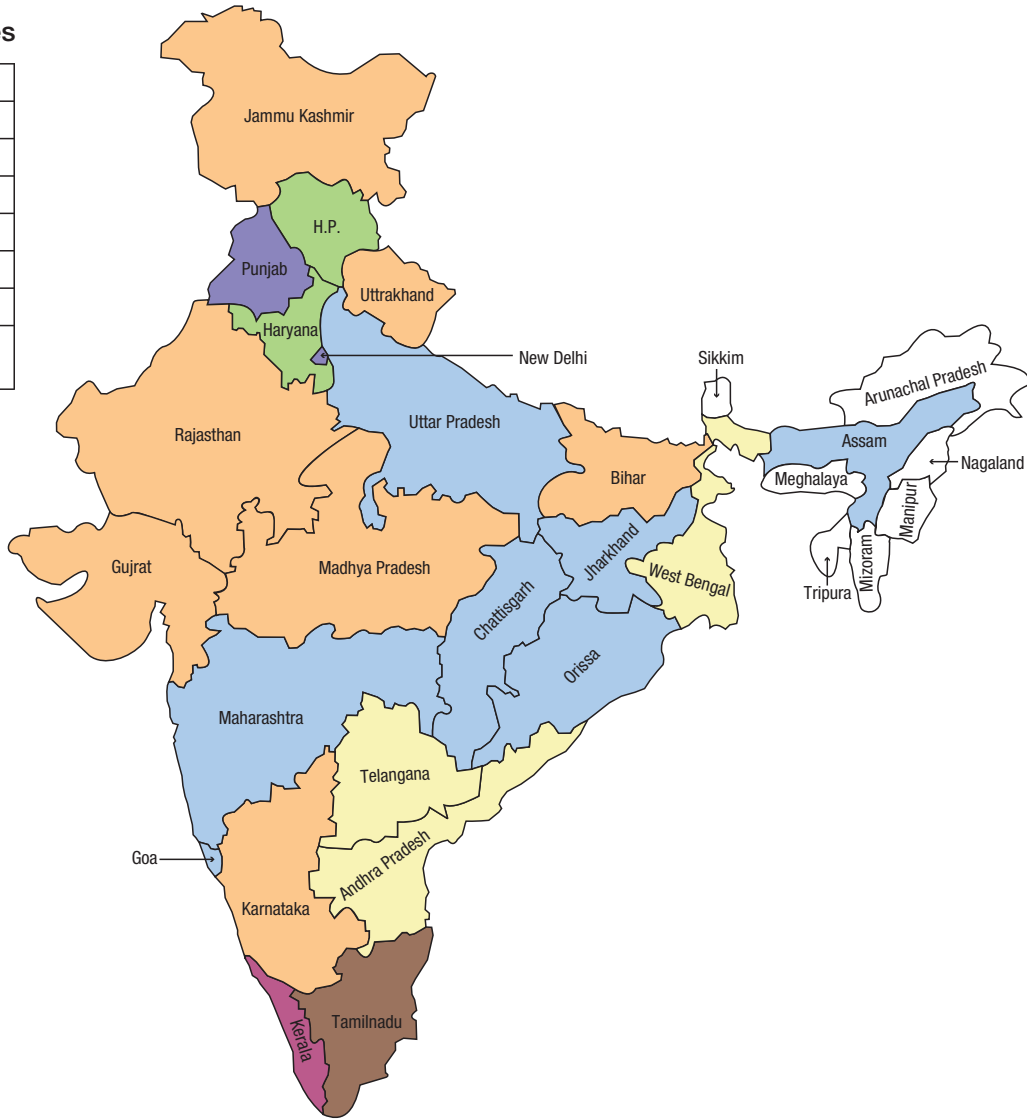 Jammu Kashmir
H.P.
Punjab
Uttrakhand
Haryana
New Delhi
Sikkim
Arunachal Pradesh
Rajasthan
Uttar Pradesh
Assam
Nagaland
Bihar
Meghalaya
Manipur
Gujrat
Madhya Pradesh
Jharkhand
West Bengal
Tripura
Mizoram
Chattisgarh
Orissa
Maharashtra
Telangana
Goa
Andhra Pradesh
Karnataka
Kerala
Tamilnadu